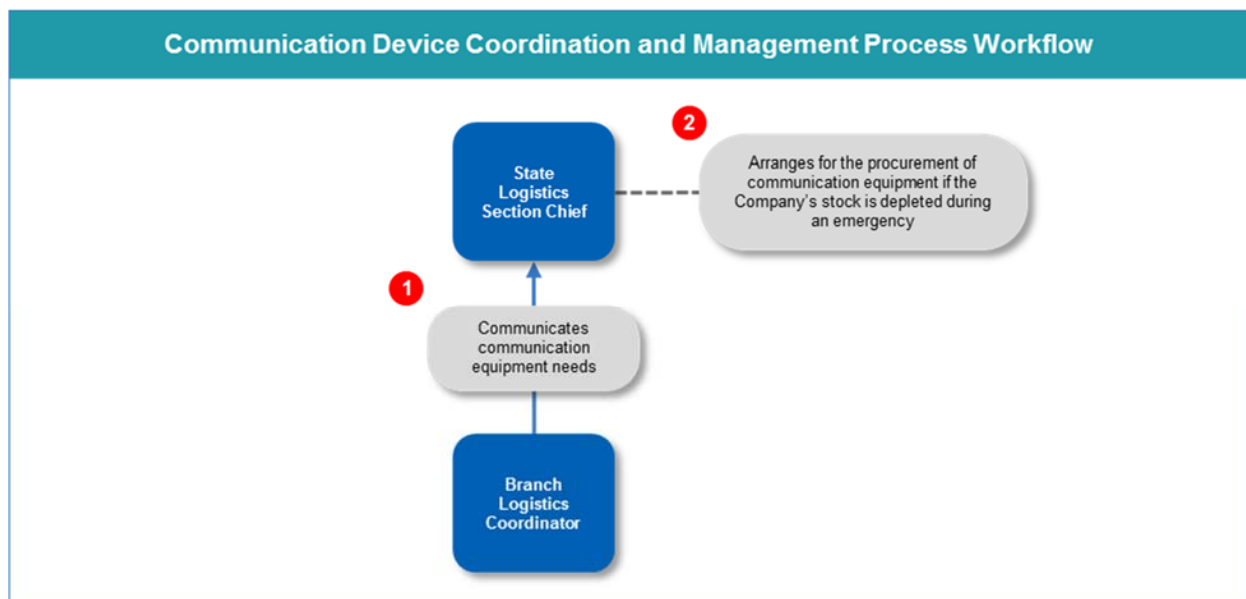 Communication Device Coordination and Management Process Workflow
2
State
Logistics
Section Chief
Arranges for the procurement of
communication equipment if the
Company's stock is depleted during
an emergency
1
Communicates
communication
equipment needs
Branch
Logistics
Coordinator